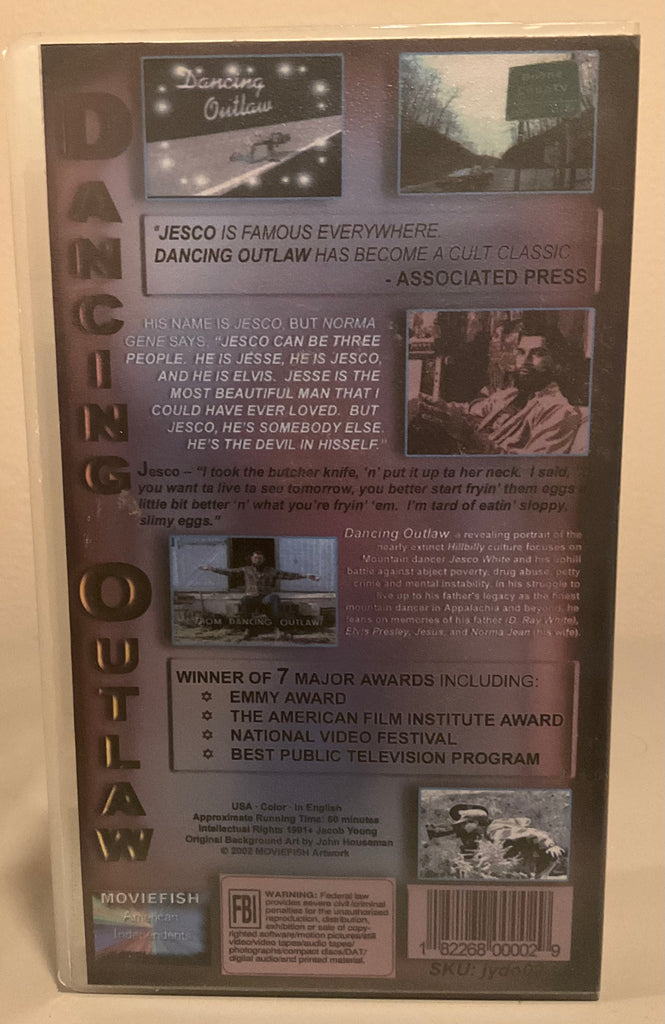 DANCING OUTLAW
Dancing
Outlaw
Boone
County
"JESCO IS FAMOUS EVERYWHERE.
DANCING OUTLAW HAS BECOME A CULT CLASSIC
- ASSOCIATED PRESS
HIS NAME IS JESCO, BUT NORMA
GENE SAYS, "JESCO CAN BE THREE
PEOPLE. HE IS JESSE, HE IS JESCO,
AND HE IS ELVIS. JESSE IS THE
MOST BEAUTIFUL MAN THAT I
COULD HAVE EVER LOVED. BUT
JESCO, HE'S SOMEBODY ELSE.
HE'S THE DEVIL IN HISSELF."
Jesco – "I took the butcher knife, 'n' put it up ta her neck. I said,
you want ta live ta see tomorrow, you better start fryin' them eggs a
little bit better 'n' what you're fryin' 'em. I'm tard of eatin' sloppy,
slimy eggs."
Dancing Outlaw a revealing portrait of the
nearly extinct Hillbilly culture focuses on
Mountain dancer Jesco White and his uphill
battle against abject poverty, drug abuse, petty
crime and mental instability. In his struggle to
live up to his father's legacy as the finest
mountain dancer in Appalachia and beyond, he
leans on memories of his father (D. Ray White),
Elvis Presley, Jesus, and Norma Jean (his wife).
FROM DANCING OUTLAW
WINNER OF 7 MAJOR AWARDS INCLUDING:
✡ EMMY AWARD
✡ THE AMERICAN FILM INSTITUTE AWARD
✡ NATIONAL VIDEO FESTIVAL
✡ BEST PUBLIC TELEVISION PROGRAM
USA · Color · In English
Approximate Running Time: 60 minutes
Intellectual Rights 1991+ Jacob Young
Original Background Art by John Houseman
© 2002 MOVIEFISH Artwork
MOVIEFISH
American
Independents
FBI
WARNING: Federal law
provides severe civil/criminal
penalties for the unauthorized
reproduction, distribution,
exhibition or sale of copy-
righted software/motion pictures/still
video/video tapes/audio tapes/
photographs/compact discs/DAT/
digital audio/and printed material.
1 82268 00002 9
SKU: